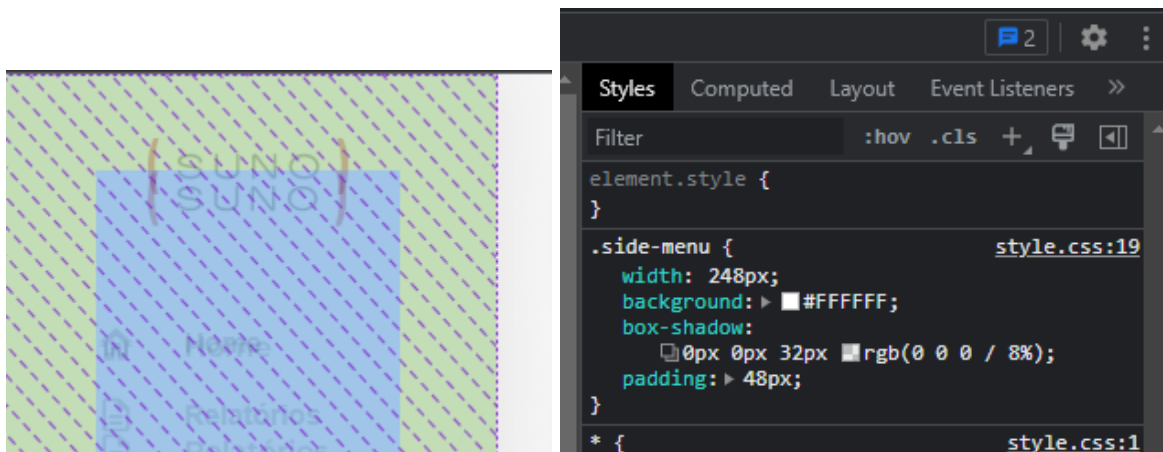 SUNO
SUNO
Home
Home
Relatórios
Relatórios
2
Styles Computed Layout Event Listeners »
Filter :hov .cls +
element.style {
}
.side-menu { style.css:19
width: 248px;
background: #FFFFFF;
box-shadow:
0px 0px 32px rgb(0 0 0 / 8%);
padding: 48px;
}
* { style.css:1